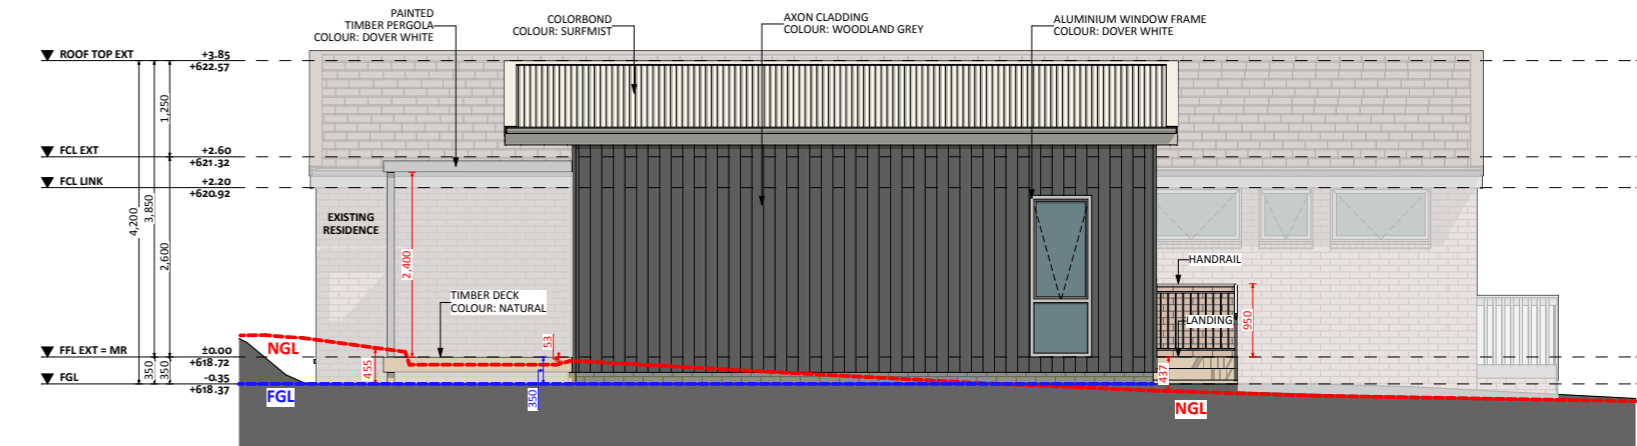 PAINTED
TIMBER PERGOLA
COLOUR: DOVER WHITE
COLORBOND
COLOUR: SURFMIST
AXON CLADDING
COLOUR: WOODLAND GREY
ALUMINIUM WINDOW FRAME
COLOUR: DOVER WHITE
ROOF TOP EXT
+3.85
+622.57
1,250
FCL EXT
+2.60
+621.32
FCL LINK
+2.20
+620.92
4,200
3,850
2,600
EXISTING
RESIDENCE
2,400
HANDRAIL
TIMBER DECK
COLOUR: NATURAL
LANDING
950
NGL
53
FFL EXT = MR
±0.00
+618.72
350
350
455
437
FGL
-0.35
+618.37
FGL
350
NGL